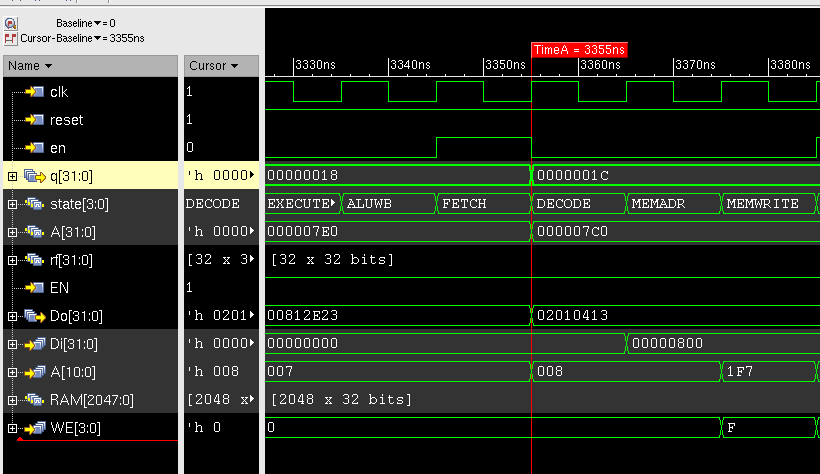 Baseline▼= 0
Cursor-Baseline▼= 3355ns
TimeA = 3355ns
3330ns 3340ns 3350ns 3360ns 3370ns 3380ns
Name▼ Cursor▼
clk 1
reset 1
en 0
q[31:0] 'h 0000 00000018 0000001C
state[3:0] DECODE EXECUTE ALUWB FETCH DECODE MEMADR MEMWRITE
A[31:0] 'h 0000 000007E0 000007C0
rf[31:0] [32 x 3 [32 x 32 bits]
EN 1
Do[31:0] 'h 0201 00812E23 02010413
Di[31:0] 'h 0000 00000000 00000800
A[10:0] 'h 008 007 008 1F7
RAM[2047:0] [2048 x [2048 x 32 bits]
WE[3:0] 'h 0 0 F